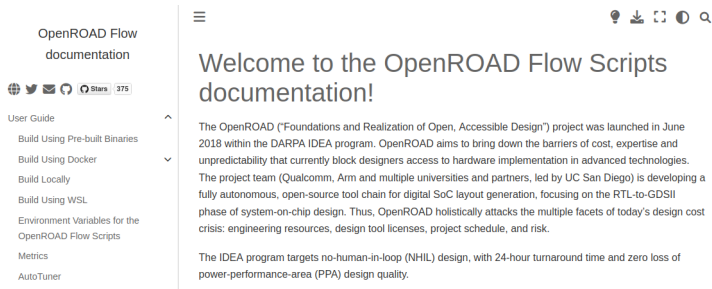 OpenROAD Flow
documentation
Stars 375
User Guide
Build Using Pre-built Binaries
Build Using Docker
Build Locally
Build Using WSL
Environment Variables for the
OpenROAD Flow Scripts
Metrics
AutoTuner
Welcome to the OpenROAD Flow Scripts
documentation!
The OpenROAD (“Foundations and Realization of Open, Accessible Design”) project was launched in June
2018 within the DARPA IDEA program. OpenROAD aims to bring down the barriers of cost, expertise and
unpredictability that currently block designers access to hardware implementation in advanced technologies.
The project team (Qualcomm, Arm and multiple universities and partners, led by UC San Diego) is developing a
fully autonomous, open-source tool chain for digital SoC layout generation, focusing on the RTL-to-GDSII
phase of system-on-chip design. Thus, OpenROAD holistically attacks the multiple facets of today’s design cost
crisis: engineering resources, design tool licenses, project schedule, and risk.
The IDEA program targets no-human-in-loop (NHIL) design, with 24-hour turnaround time and zero loss of
power-performance-area (PPA) design quality.